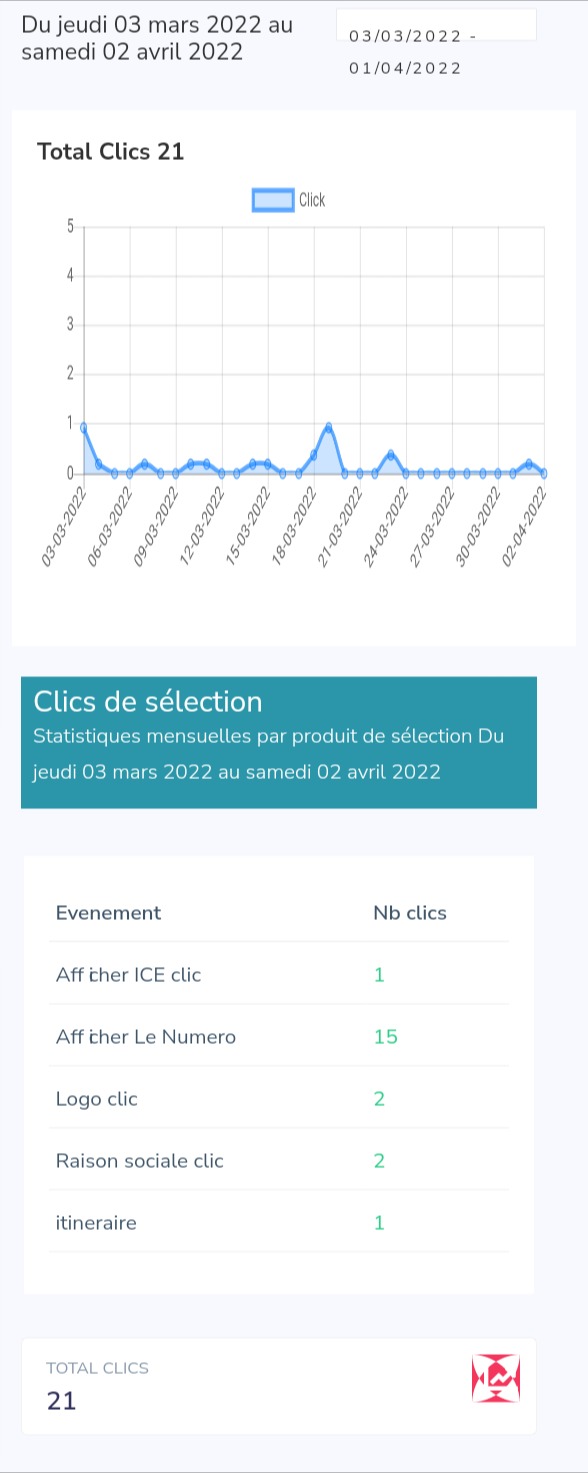 Du jeudi 03 mars 2022 au
samedi 02 avril 2022
03/03/2022 -
01/04/2022
Total Clics 21
Click
5
4
3
2
1
0
03-03-2022
06-03-2022
09-03-2022
12-03-2022
15-03-2022
18-03-2022
21-03-2022
24-03-2022
27-03-2022
30-03-2022
02-04-2022
Clics de sélection
Statistiques mensuelles par produit de sélection Du
jeudi 03 mars 2022 au samedi 02 avril 2022
Evenement Nb clics
Afficher ICE clic 1
Afficher Le Numero 15
Logo clic 2
Raison sociale clic 2
itineraire 1
TOTAL CLICS
21